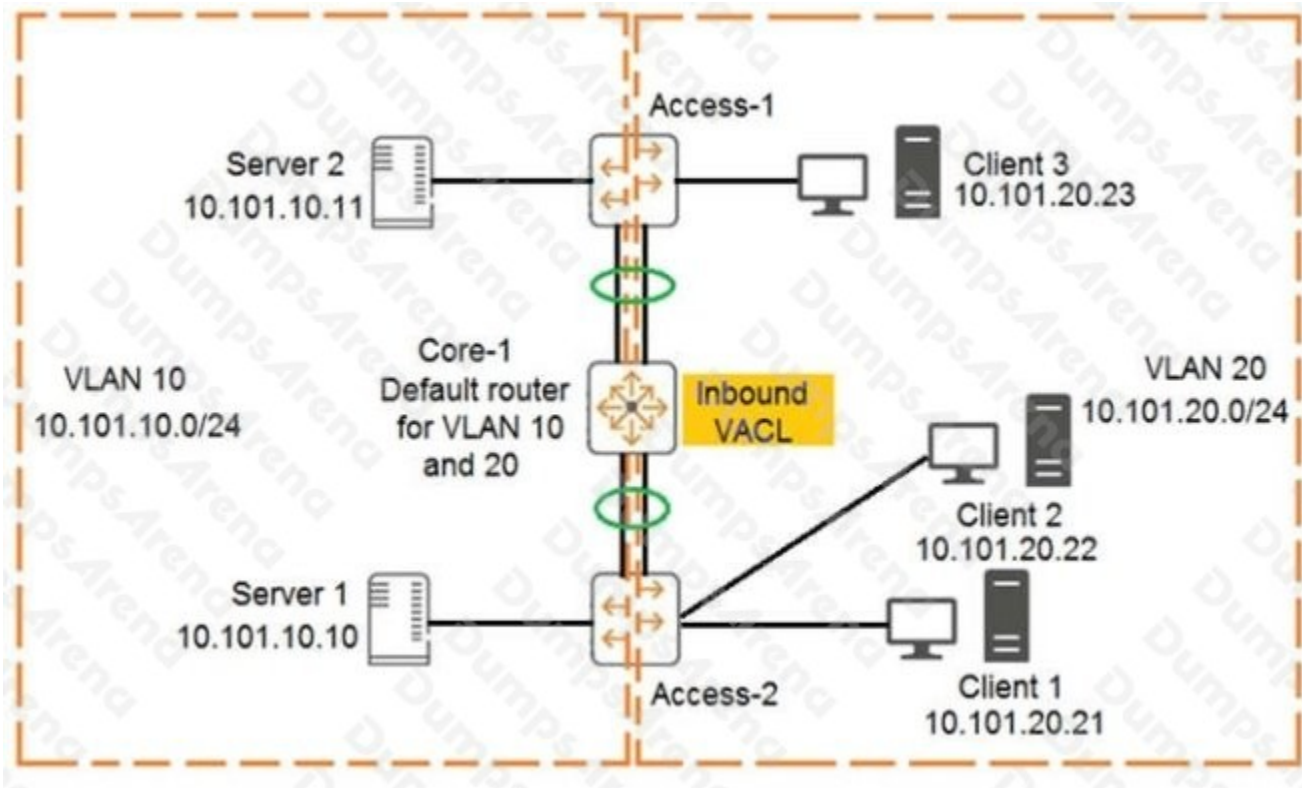 Access-1
Server 2
10.101.10.11
Client 3
10.101.20.23
Core-1
Default router
for VLAN 10
and 20
Inbound
VACL
VLAN 10
10.101.10.0/24
VLAN 20
10.101.20.0/24
Client 2
10.101.20.22
Server 1
10.101.10.10
Client 1
10.101.20.21
Access-2
DumpsArena